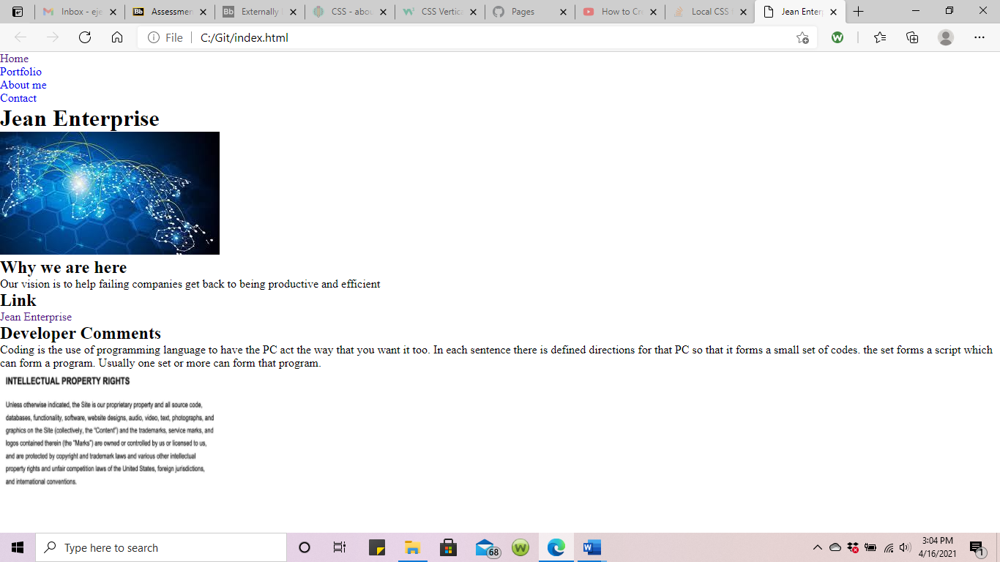 Inbox - eje
Assessmen
Externally
CSS - abou
CSS Vertica
Pages
How to Cre
Local CSS
Jean Enterp
File
C:/Git/index.html
Home
Portfolio
About me
Contact
Jean Enterprise
Why we are here
Our vision is to help failing companies get back to being productive and efficient
Link
Jean Enterprise
Developer Comments
Coding is the use of programming language to have the PC act the way that you want it too. In each sentence there is defined directions for that PC so that it forms a small set of codes. the set forms a script which
can form a program. Usually one set or more can form that program.
INTELLECTUAL PROPERTY RIGHTS
Unless otherwise indicated, the Site is our proprietary property and all source code,
databases, functionality, software, website designs, audio, video, text, photographs, and
graphics on the Site (collectively, the "Content") and the trademarks, service marks, and
logos contained therein (the "Marks") are owned or controlled by us or licensed to us,
and are protected by copyright and trademark laws and various other intellectual
property rights and unfair competition laws of the United States, foreign jurisdictions,
and international conventions.
Type here to search
68
3:04 PM
4/16/2021
1